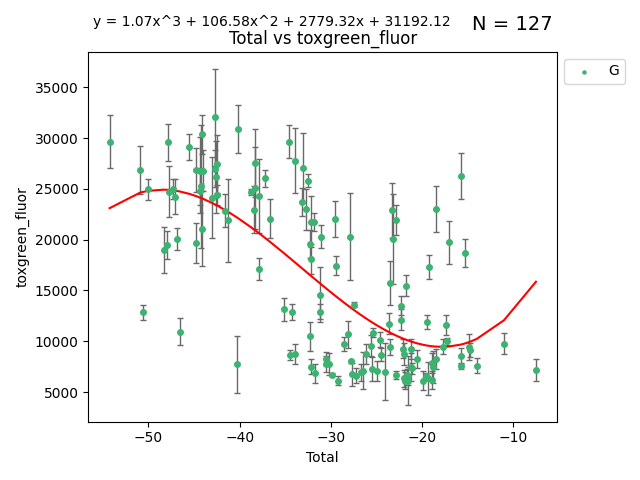 y = 1.07x^3 + 106.58x^2 + 2779.32x + 31192.12
N = 127
Total vs toxgreen_fluor
G
toxgreen_fluor
35000
30000
25000
20000
15000
10000
5000
−50
−40
−30
−20
−10
Total